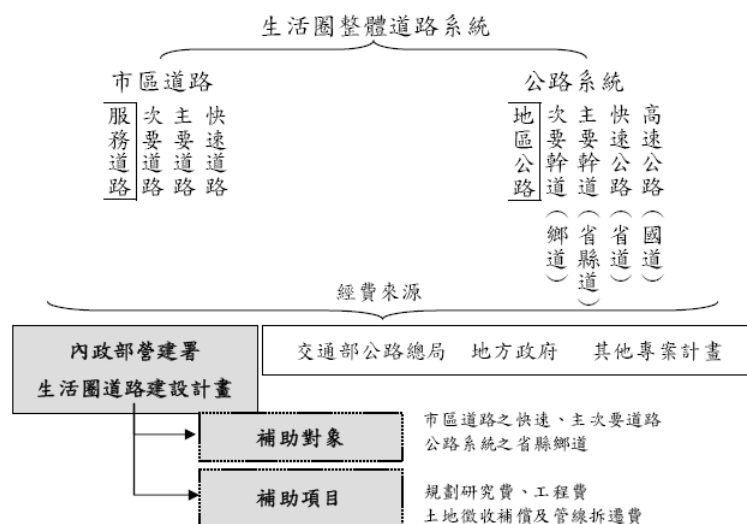 生活圈整體道路系統
市區道路
公路系統
快速道路
主要道路
次要道路
服務道路
高速公路（國道）
快速公路（省道）
主要幹道（省縣道）
次要幹道（鄉道）
地區公路
經費來源
內政部營建署
生活圈道路建設計畫
交通部公路總局 地方政府 其他專案計畫
補助對象
市區道路之快速、主次要道路
公路系統之省縣鄉道
補助項目
規劃研究費、工程費
土地徵收補償及管線拆遷費